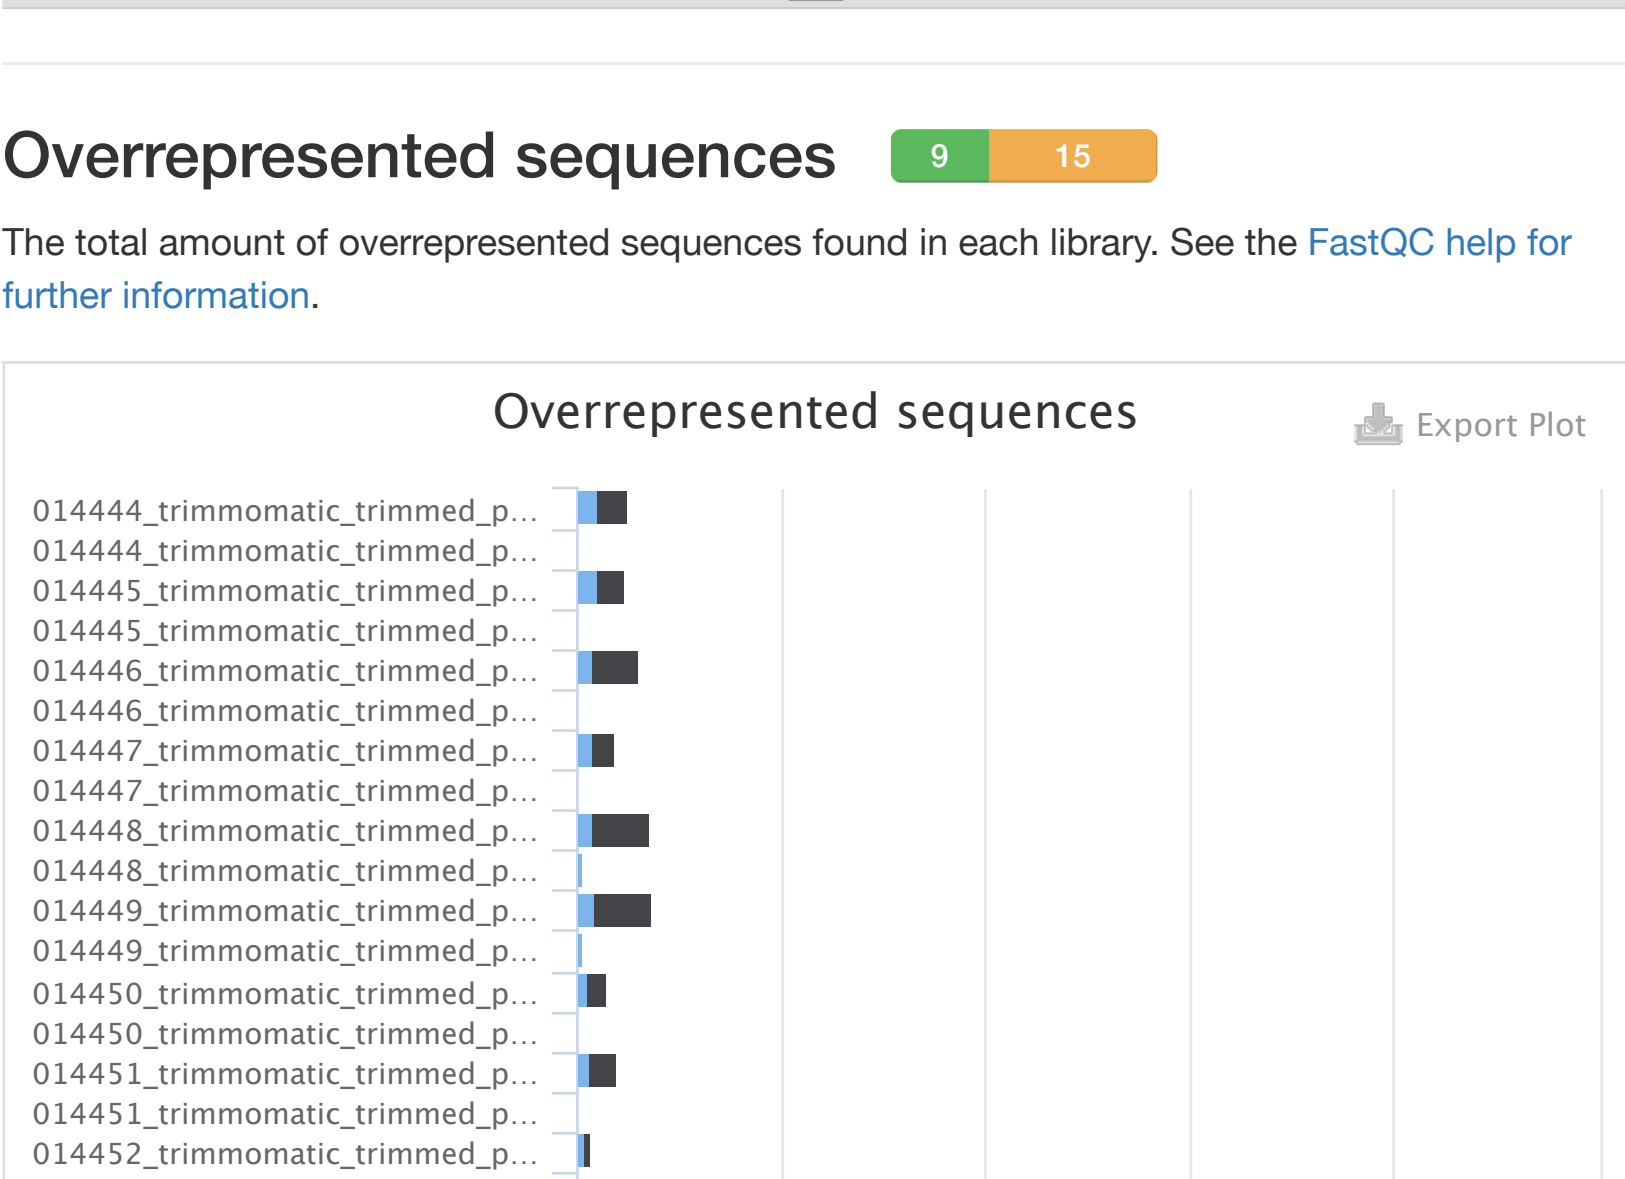 Overrepresented sequences 9 15
The total amount of overrepresented sequences found in each library. See the FastQC help for
further information.
Overrepresented sequences
Export Plot
014444_trimmomatic_trimmed_p...
014444_trimmomatic_trimmed_p...
014445_trimmomatic_trimmed_p...
014445_trimmomatic_trimmed_p...
014446_trimmomatic_trimmed_p...
014446_trimmomatic_trimmed_p...
014447_trimmomatic_trimmed_p...
014447_trimmomatic_trimmed_p...
014448_trimmomatic_trimmed_p...
014448_trimmomatic_trimmed_p...
014449_trimmomatic_trimmed_p...
014449_trimmomatic_trimmed_p...
014450_trimmomatic_trimmed_p...
014450_trimmomatic_trimmed_p...
014451_trimmomatic_trimmed_p...
014451_trimmomatic_trimmed_p...
014452_trimmomatic_trimmed_p...